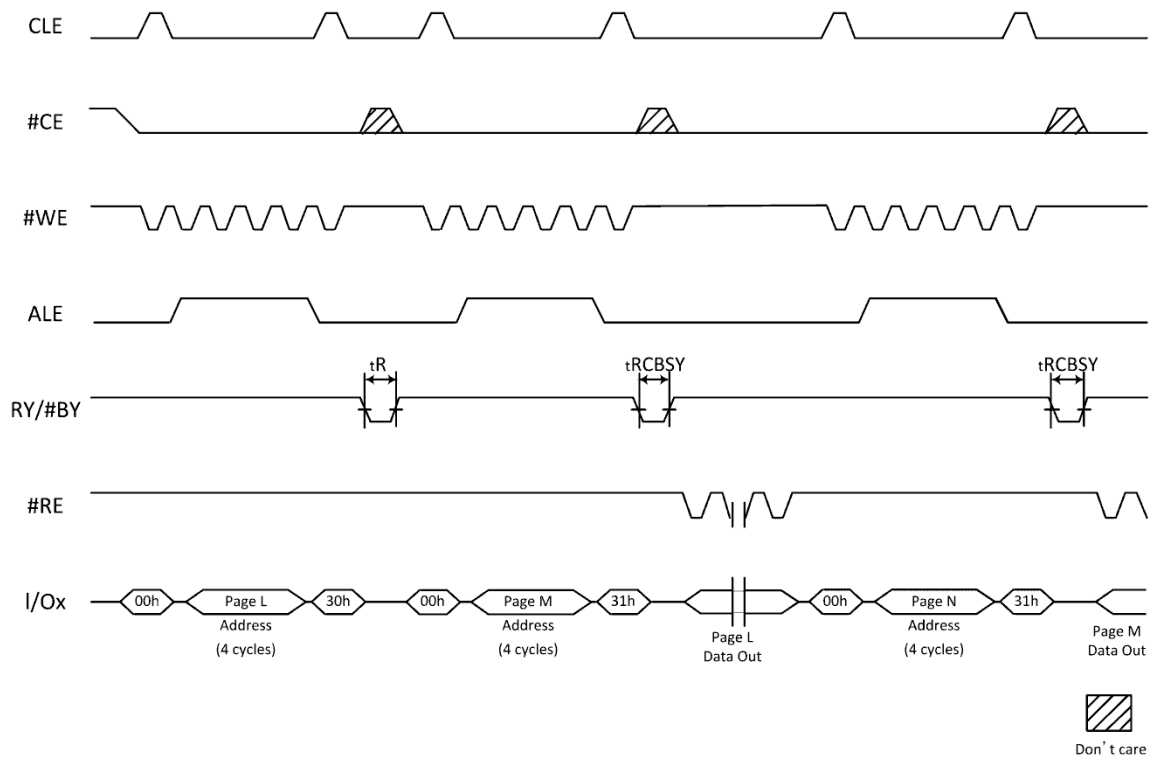 CLE
#CE
#WE
ALE
tR
tRCBSY
tRCBSY
RY/#BY
#RE
I/Ox
00h
Page L
30h
00h
Page M
31h
00h
Page N
31h
Address
(4 cycles)
Address
(4 cycles)
Page L
Data Out
Address
(4 cycles)
Page M
Data Out
Don't care